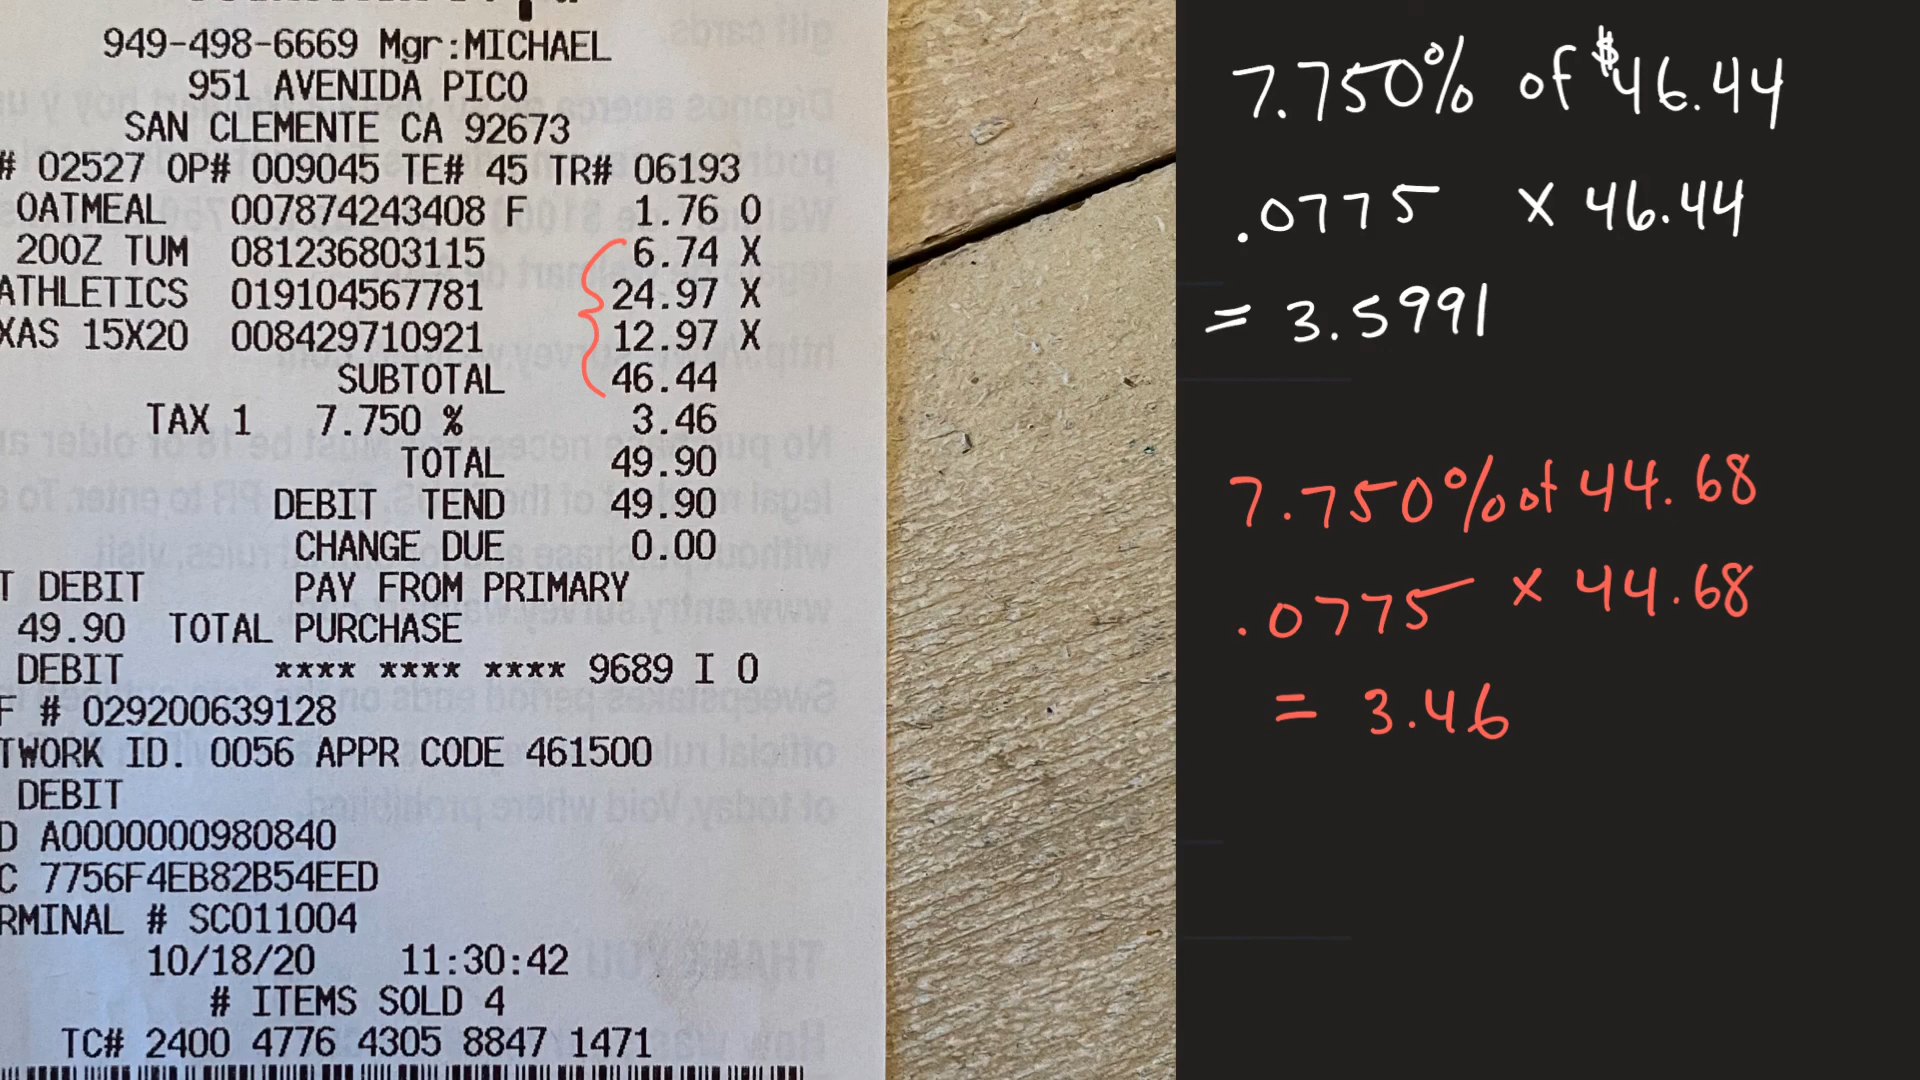 949-498-6669 Mgr:MICHAEL
951 AVENIDA PICO
SAN CLEMENTE CA 92673
# 02527 OP# 009045 TE# 45 TR# 06193
OATMEAL 007874243408 F 1.76 O
20OZ TUM 081236803115 6.74 X
ATHLETICS 019104567781 24.97 X
XAS 15X20 008429710921 12.97 X
SUBTOTAL 46.44
TAX 1 7.750 % 3.46
TOTAL 49.90
DEBIT TEND 49.90
CHANGE DUE 0.00
T DEBIT PAY FROM PRIMARY
49.90 TOTAL PURCHASE
DEBIT **** **** **** 9689 I 0
F # 029200639128
TWORK ID. 0056 APPR CODE 461500
DEBIT
D A0000000980840
C 7756F4EB82B54EED
RMINAL # SC011004
10/18/20 11:30:42
# ITEMS SOLD 4
TC# 2400 4776 4305 8847 1471
7.750% of $46.44
.0775 x 46.44
= 3.5991
7.750% of 44.68
.0775 x 44.68
= 3.46